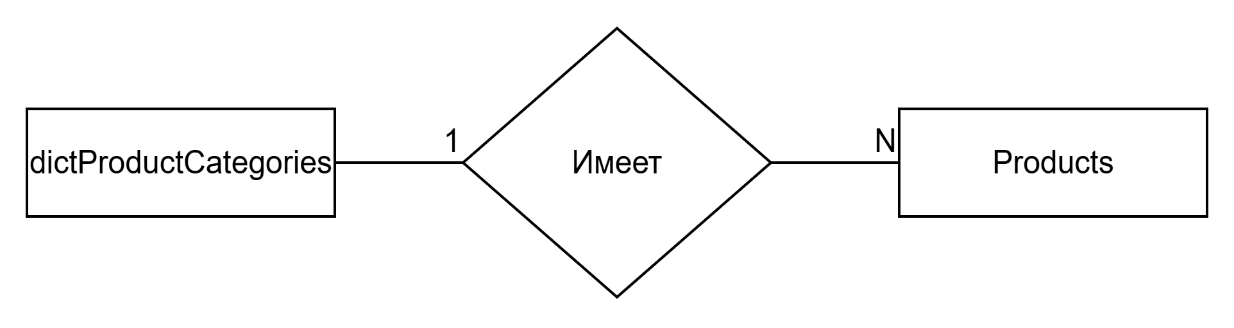 dictProductCategories
1
Имеет
N
Products